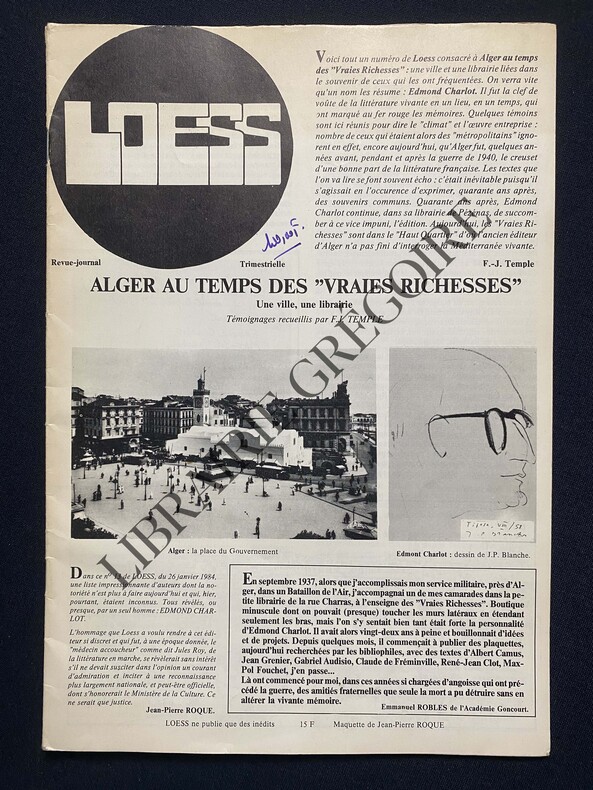 LOESS
Voici tout un numéro de Loess consacré à Alger au temps
des "Vraies Richesses" : une ville et une librairie liées dans
le souvenir de ceux qui les ont fréquentées. On verra vite
qu'un nom les résume : Edmond Charlot. Il fut la clef de
voûte de la littérature vivante en un lieu, en un temps, qui
ont marqué au fer rouge les mémoires. Quelques témoins
sont ici réunis pour dire le "climat" et l'œuvre entreprise :
nombre de ceux qui étaient alors des "métropolitains" igno-
rent en effet, encore aujourd'hui, qu'Alger fut, quelques an-
nées avant, pendant et après la guerre de 1940, le creuset
d'une bonne part de la littérature française. Les textes que
l'on va lire se font souvent écho : c'était inévitable puisqu'il
s'agissait en l'occurence d'exprimer, quarante ans après,
des souvenirs communs. Quarante ans après, Edmond
Charlot continue, dans sa librairie de Pézenas, de succom-
ber à ce vice impuni, l'édition. Aujourd'hui, les "Vraies Ri-
chesses" sont dans le "Haut Quartier" d'où l'ancien éditeur
d'Alger n'a pas fini d'interroger la Méditerranée vivante.
Revue-journal
Trimestrielle
F.-J. Temple
ALGER AU TEMPS DES "VRAIES RICHESSES"
Une ville, une librairie
Témoignages recueillis par F.J. TEMPLE
Alger : la place du Gouvernement
Edmont Charlot : dessin de J.P. Blanche.
Dans ce n° 13 de LOESS, du 26 janvier 1984,
une liste impressionnante d'auteurs dont la no-
toriété n'est plus à faire aujourd'hui et qui, hier,
pourtant, étaient inconnus. Tous révélés, ou
presque, par un seul homme : EDMOND CHAR-
LOT.
L'hommage que Loess a voulu rendre à cet édi-
teur si discret et qui fut, à une époque donnée, le
"médecin accoucheur" comme dit Jules Roy, de
la littérature en marche, se révèlerait sans intérêt
s'il ne devait susciter dans l'opinion un courant
d'admiration et inciter à une reconnaissance
plus largement nationale, et peut-être officielle,
dont s'honorerait le Ministère de la Culture. Ce
ne serait que justice.
Jean-Pierre ROQUE.
En septembre 1937, alors que j'accomplissais mon service militaire, près d'Al-
ger, dans un Bataillon de l'Air, j'accompagnai un de mes camarades dans la pe-
tite librairie de la rue Charras, à l'enseigne des "Vraies Richesses". Boutique
minuscule dont on pouvait (presque) toucher les murs latéraux en étendant
seulement les bras, mais l'on s'y sentait bien tant était forte la personnalité
d'Edmond Charlot. Il avait alors vingt-deux ans à peine et bouillonnait d'idées
et de projets. Depuis quelques mois, il commençait à publier des plaquettes,
aujourd'hui recherchées par les bibliophiles, avec des textes d'Albert Camus,
Jean Grenier, Gabriel Audisio, Claude de Fréminville, René-Jean Clot, Max-
Pol Fouchet, j'en passe...
Là ont commencé pour moi, dans ces années si chargées d'angoisse qui ont pré-
cédé la guerre, des amitiés fraternelles que seule la mort a pu détruire sans en
altérer la vivante mémoire.
Emmanuel ROBLES de l'Académie Goncourt.
LOESS ne publie que des inédits 15 F Maquette de Jean-Pierre ROQUE
LIBRAIRIE GRÉGOIRE